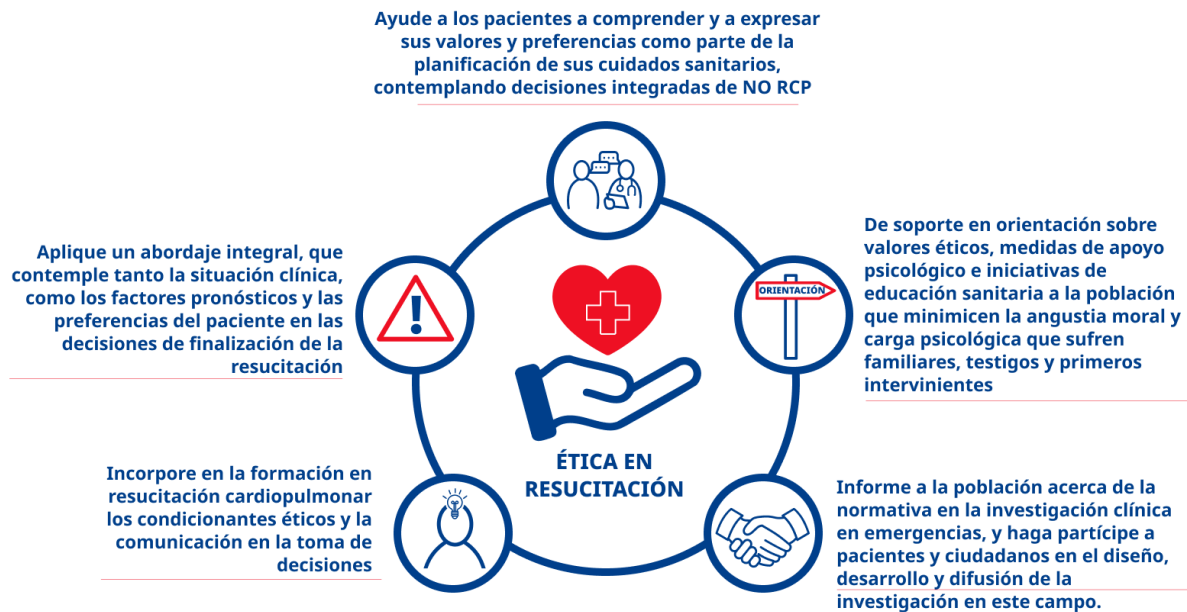 Ayude a los pacientes a comprender y a expresar
sus valores y preferencias como parte de la
planificación de sus cuidados sanitarios,
contemplando decisiones integradas de NO RCP
De soporte en orientación sobre
valores éticos, medidas de apoyo
psicológico e iniciativas de
educación sanitaria a la población
que minimicen la angustia moral y
carga psicológica que sufren
familiares, testigos y primeros
intervinientes
ORIENTACIÓN
Informe a la población acerca de la
normativa en la investigación clínica
en emergencias, y haga partícipe a
pacientes y ciudadanos en el diseño,
desarrollo y difusión de la
investigación en este campo.
Incorpore en la formación en
resucitación cardiopulmonar
los condicionantes éticos y la
comunicación en la toma de
decisiones
Aplique un abordaje integral, que
contemple tanto la situación clínica,
como los factores pronósticos y las
preferencias del paciente en las
decisiones de finalización de la
resucitación
ÉTICA EN
RESUCITACIÓN